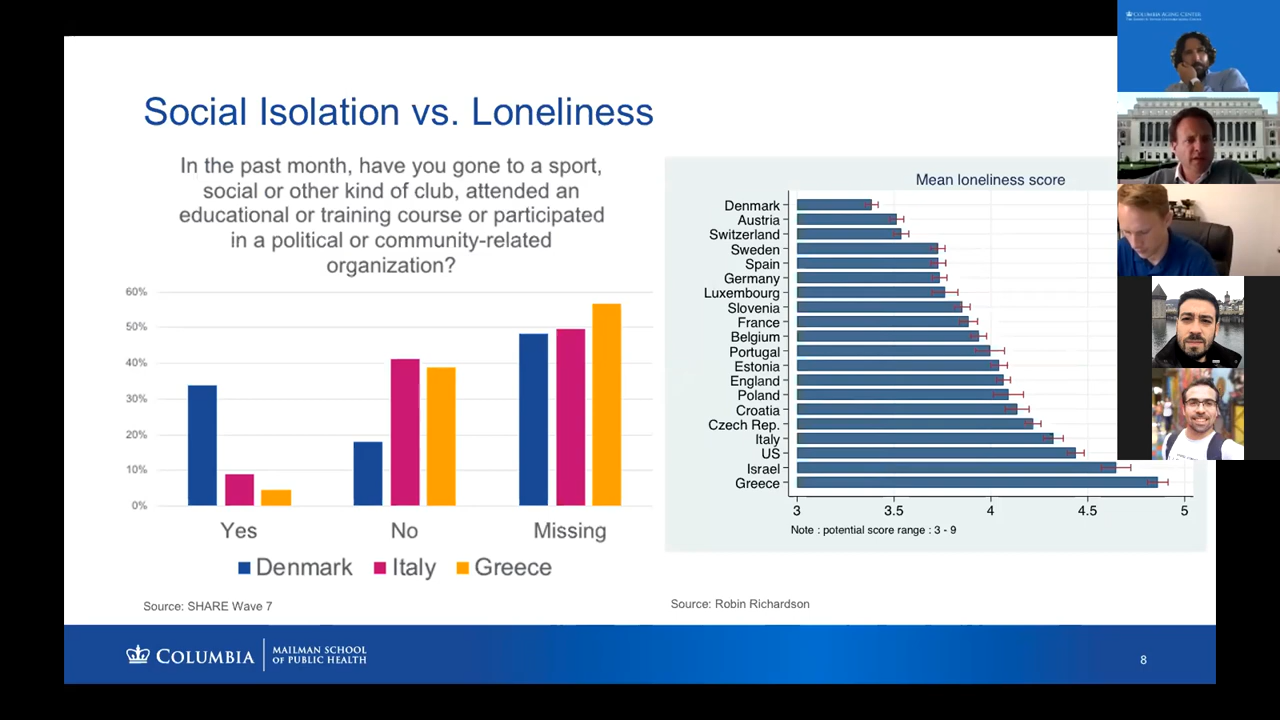 COLUMBIA AGING CENTER
Social Isolation vs. Loneliness
In the past month, have you gone to a sport,
social or other kind of club, attended an
educational or training course or participated
in a political or community-related
organization?
60%
50%
40%
30%
20%
10%
0%
Yes
No
Missing
Denmark
Italy
Greece
Source: SHARE Wave 7
Mean loneliness score
Denmark
Austria
Switzerland
Sweden
Spain
Germany
Luxembourg
Slovenia
France
Belgium
Portugal
Estonia
England
Poland
Croatia
Czech Rep.
Italy
US
Israel
Greece
3
3.5
4
4.5
5
Note : potential score range : 3 - 9
Source: Robin Richardson
COLUMBIA
MAILMAN SCHOOL
OF PUBLIC HEALTH
8